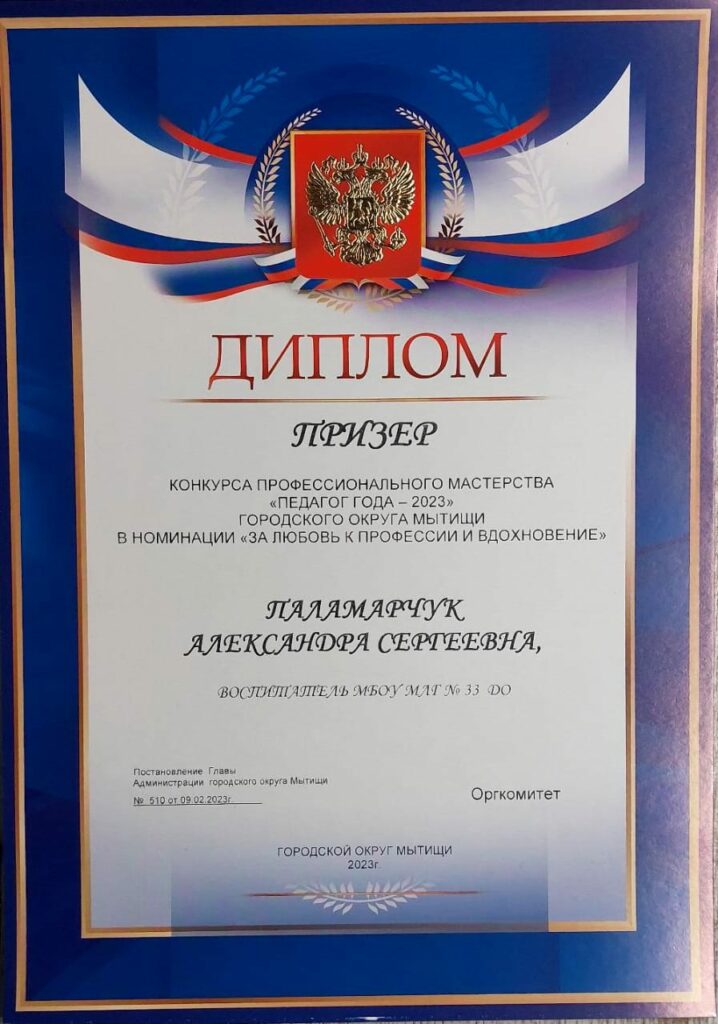 ДИПЛОМ
ПРИЗЕР
КОНКУРСА ПРОФЕССИОНАЛЬНОГО МАСТЕРСТВА
«ПЕДАГОГ ГОДА – 2023»
ГОРОДСКОГО ОКРУГА МЫТИЩИ
В НОМИНАЦИИ «ЗА ЛЮБОВЬ К ПРОФЕССИИ И ВДОХНОВЕНИЕ»
ПАЛАМАРЧУК
АЛЕКСАНДРА СЕРГЕЕВНА,
ВОСПИТАТЕЛЬ МБОУ МЛГ № 33 ДО
Постановление Главы
Администрации городского округа Мытищи
№ 510 от 09.02.2023г.
Оргкомитет
ГОРОДСКОЙ ОКРУГ МЫТИЩИ
2023г.